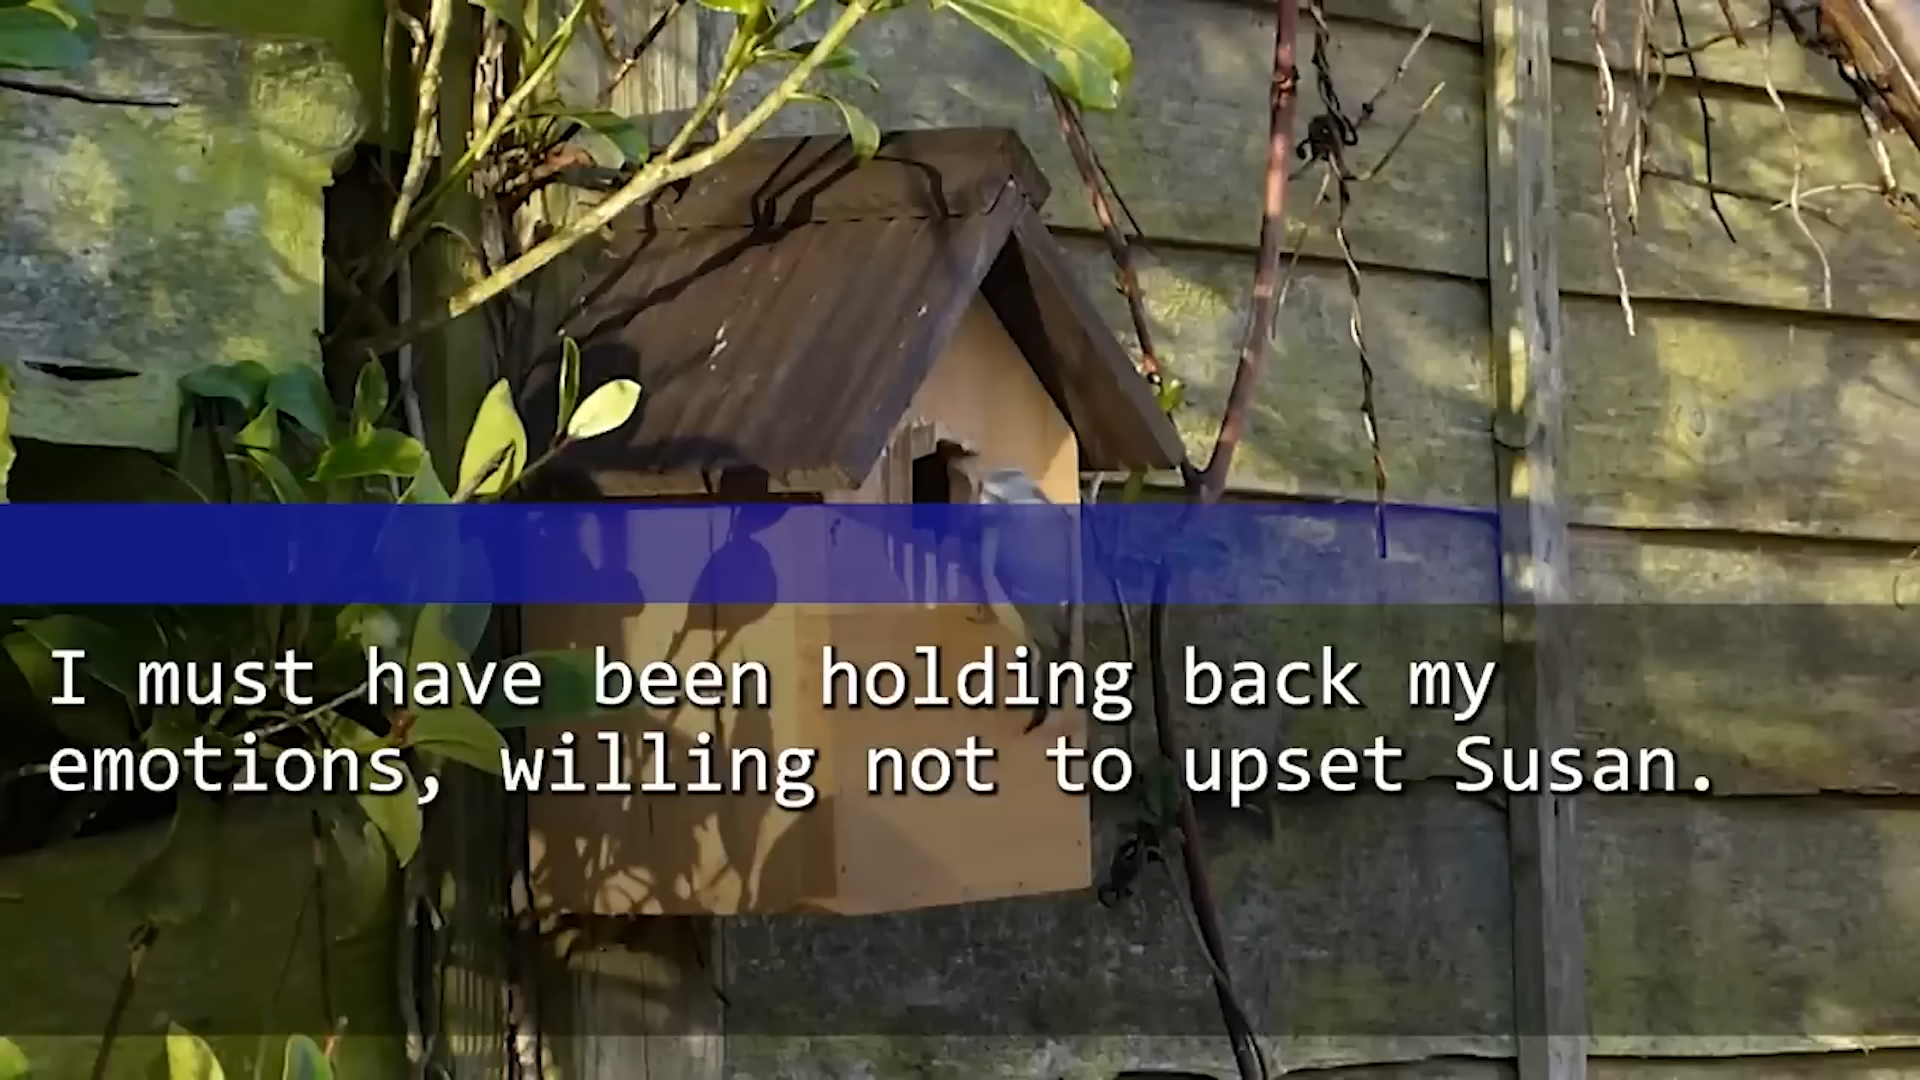 I must have been holding back my
emotions, willing not to upset Susan.